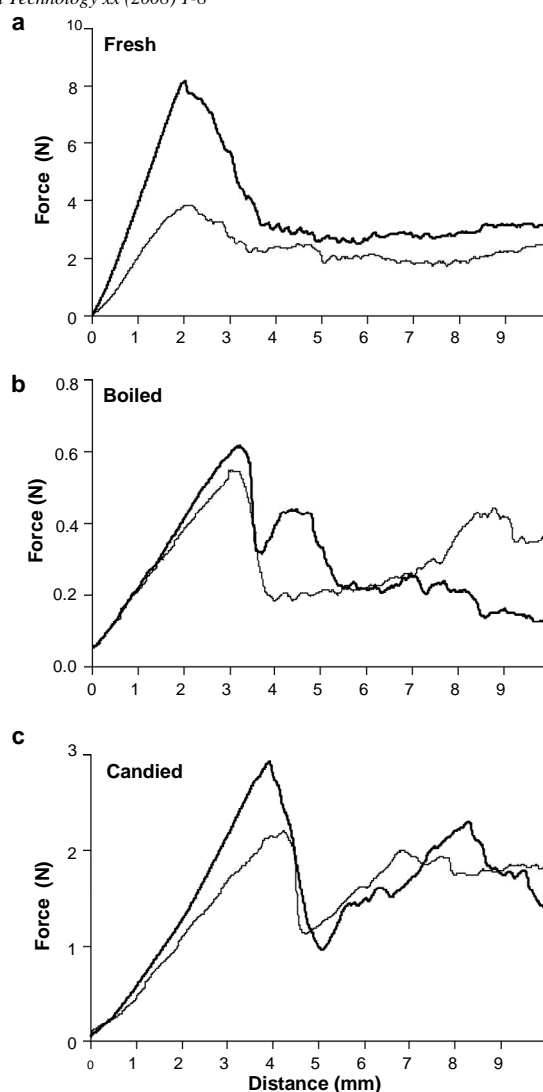 Technology xx (2008) 1-8
a
Fresh
Force (N)
10
8
6
4
2
0
0 1 2 3 4 5 6 7 8 9
b
Boiled
Force (N)
0.8
0.6
0.4
0.2
0.0
0 1 2 3 4 5 6 7 8 9
c
Candied
Force (N)
3
2
1
0
0 1 2 3 4 5 6 7 8 9
Distance (mm)